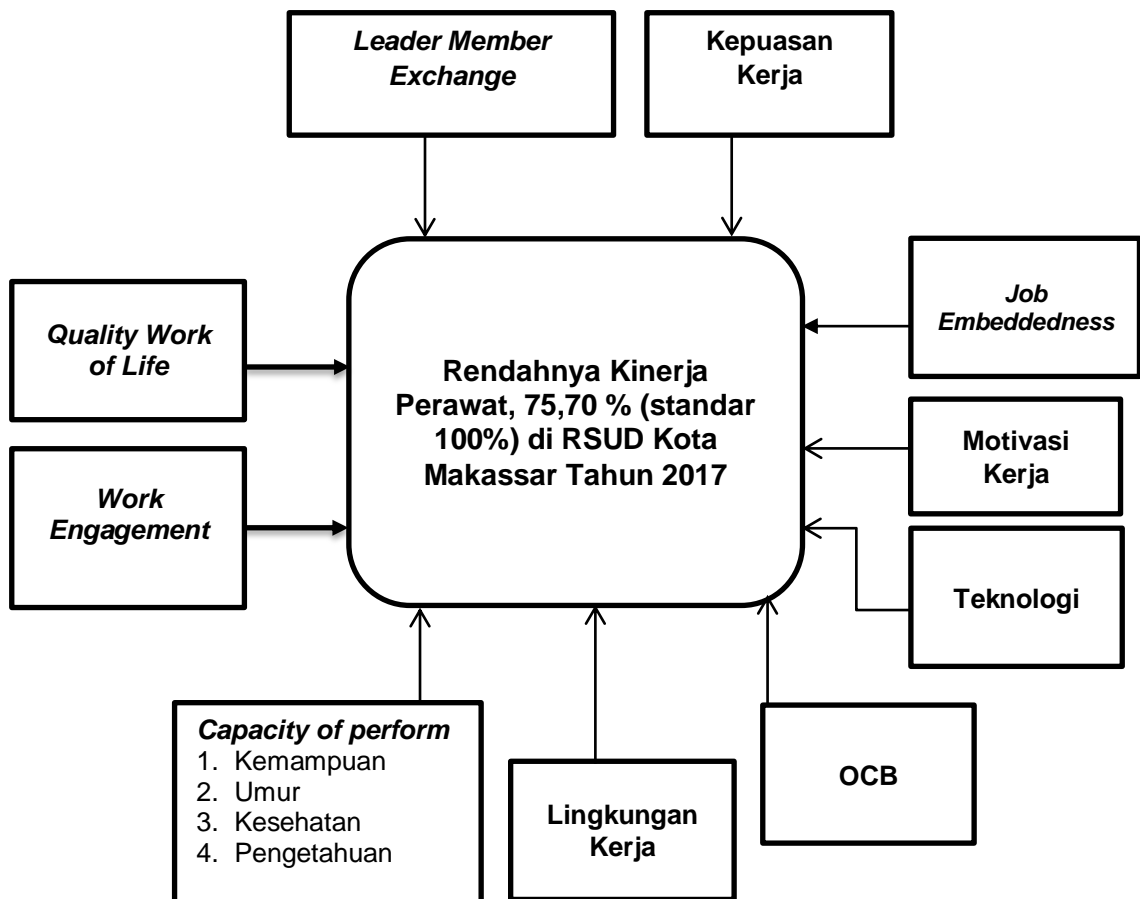 Leader Member
Exchange
Kepuasan
Kerja
Quality Work
of Life
Work
Engagement
Rendahnya Kinerja
Perawat, 75,70 % (standar
100%) di RSUD Kota
Makassar Tahun 2017
Job
Embeddedness
Motivasi
Kerja
Teknologi
Capacity of perform
1. Kemampuan
2. Umur
3. Kesehatan
4. Pengetahuan
Lingkungan
Kerja
OCB